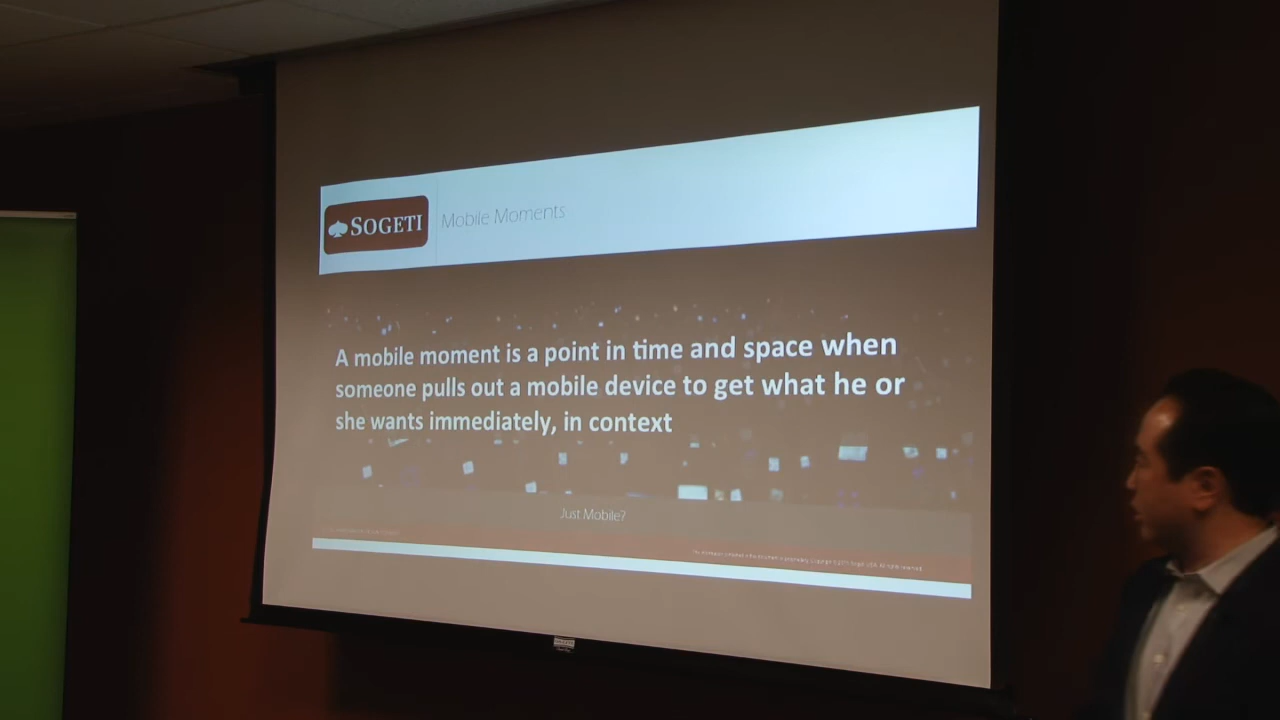 SOGETI
Mobile Moments
A mobile moment is a point in time and space when
someone pulls out a mobile device to get what he or
she wants immediately, in context
Just Mobile?